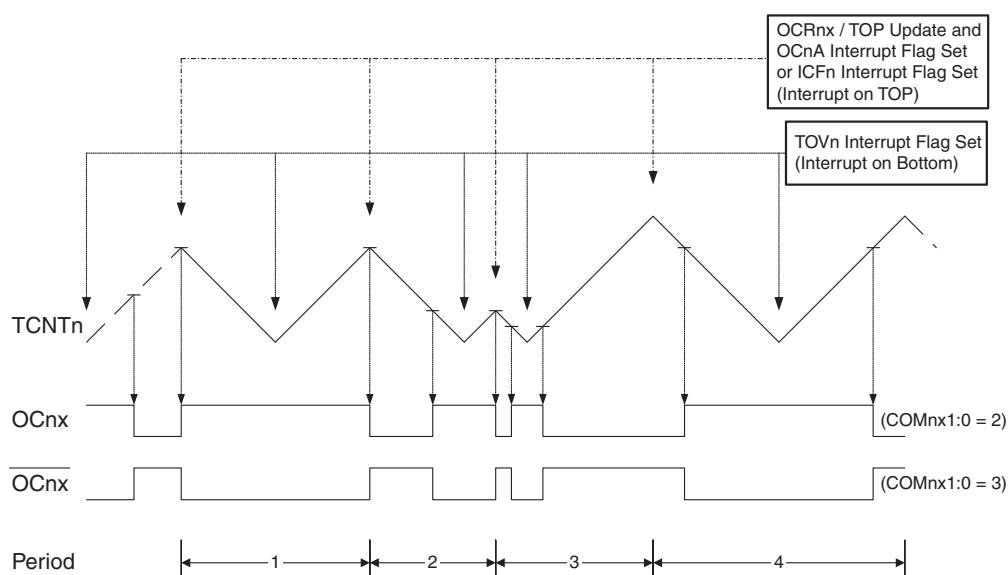 OCRnx / TOP Update and
OCnA Interrupt Flag Set
or ICFn Interrupt Flag Set
(Interrupt on TOP)
TOVn Interrupt Flag Set
(Interrupt on Bottom)
TCNTn
OCnx
(COMnx1:0 = 2)
OCnx
(COMnx1:0 = 3)
Period
1
2
3
4